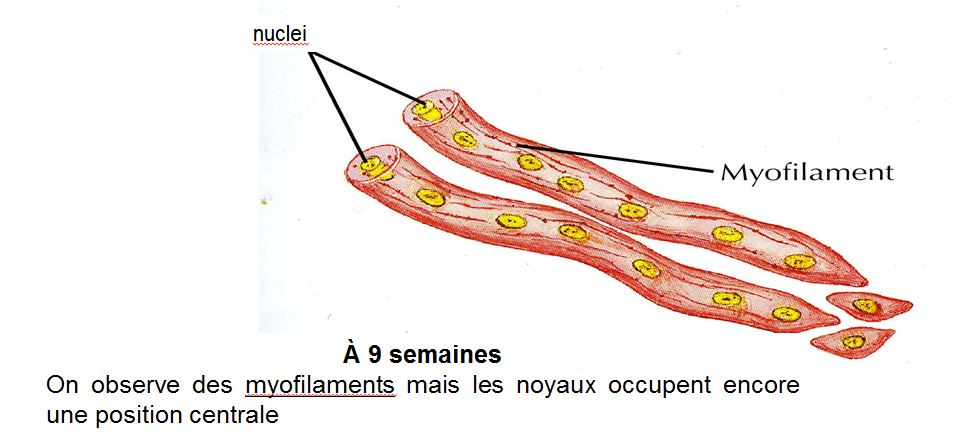 nuclei
Myofilament
À 9 semaines
On observe des myofilaments mais les noyaux occupent encore
une position centrale